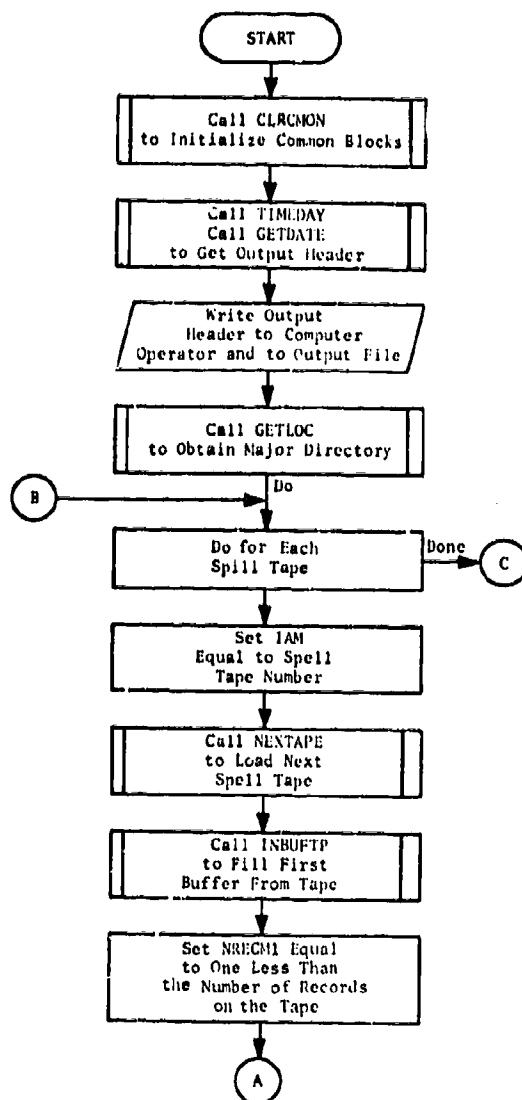 START
Call CLRCMON
to Initialize Common Blocks
Call TIMEDAY
Call GETDATE
to Get Output Header
Write Output
Header to Computer
Operator and to Output File
Call GETLOC
to Obtain Major Directory
Do
B
Do for Each
Spill Tape
Done
C
Set IAM
Equal to Spell
Tape Number
Call NEXTAPE
to Load Next
Spell Tape
Call INBUFTP
to Fill First
Buffer From Tape
Set NRECM1 Equal
to One Less Than
the Number of Records
on the Tape
A